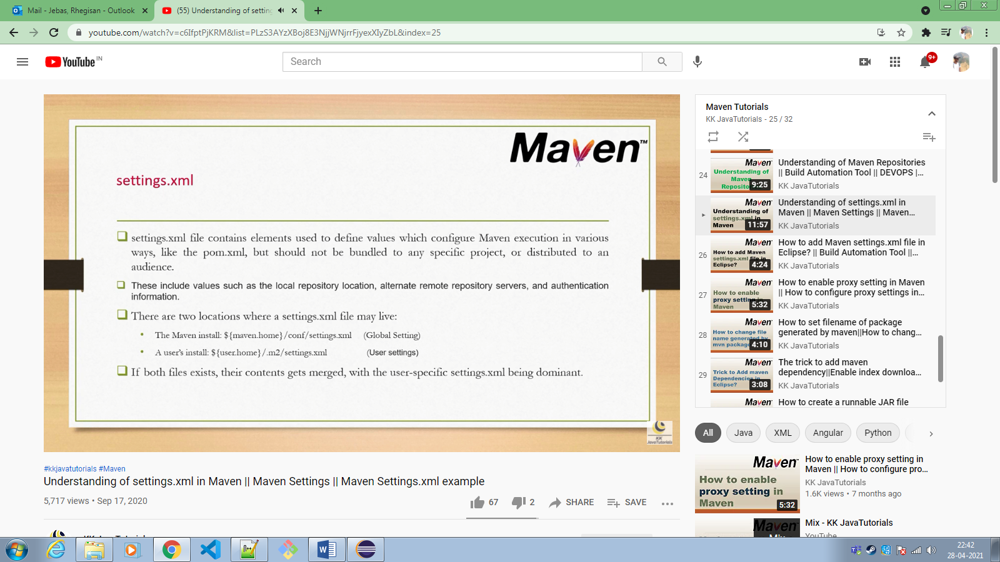 Mail - Jebas, Rhegisan - Outlook
(55) Understanding of setting
youtube.com/watch?v=c6IfptPjKRM&list=PLzS3AYzXBoj8E3NjjWNjrrFjyexXIyZbL&index=25
YouTube IN
Search
9+
Maven™
settings.xml
settings.xml file contains elements used to define values which configure Maven execution in various
ways, like the pom.xml, but should not be bundled to any specific project, or distributed to an
audience.
These include values such as the local repository location, alternate remote repository servers, and authentication
information.
There are two locations where a settings.xml file may live:
• The Maven install: ${maven.home}/conf/settings.xml (Global Setting)
• A user's install: ${user.home}/.m2/settings.xml (User settings)
If both files exists, their contents gets merged, with the user-specific settings.xml being dominant.
KK
JavaTutorials
#kkjavatutorials #Maven
Understanding of settings.xml in Maven || Maven Settings || Maven Settings.xml example
5,717 views • Sep 17, 2020
67
2
SHARE
SAVE
Maven Tutorials
KK JavaTutorials - 25 / 32
24
Maven
Understanding of
Maven
9:25
Understanding of Maven Repositories
|| Build Automation Tool || DEVOPS |...
KK JavaTutorials
Maven
Understanding of
settings.xml in
Maven
11:57
Understanding of settings.xml in
Maven || Maven Settings || Maven...
KK JavaTutorials
26
Maven
How to add Maven
settings.xml file in
Eclipse?
4:24
How to add Maven settings.xml file in
Eclipse? || Build Automation Tool ||...
KK JavaTutorials
27
Maven
How to enable
proxy setting in
Maven
5:32
How to enable proxy setting in Maven
|| How to configure proxy settings in...
KK JavaTutorials
28
Maven
How to change file
name generated by
mvn package
4:10
How to set filename of package
generated by maven||How to chang...
KK JavaTutorials
29
Maven
Trick to Add maven
Dependencies in
Eclipse?
3:08
The trick to add maven
dependency||Enable index downloa...
KK JavaTutorials
Maven
How to create a runnable JAR file
All
Java
XML
Angular
Python
Maven
How to enable
proxy setting in
Maven
5:32
How to enable proxy setting in
Maven || How to configure pro...
KK JavaTutorials
1.6K views • 7 months ago
Maven
Mix
Mix - KK JavaTutorials
YouTube
22:42
28-04-2021